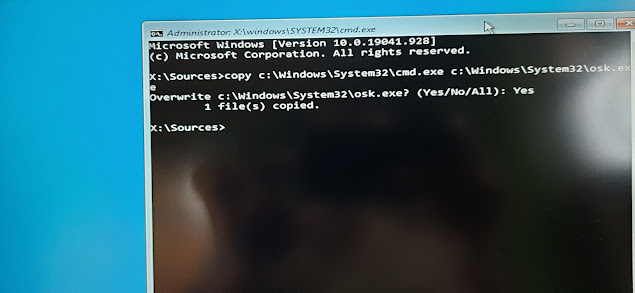 Administrator: X:\windows\SYSTEM32\cmd.exe
Microsoft Windows [Version 10.0.19041.928]
(c) Microsoft Corporation. All rights reserved.
X:\Sources>copy c:\Windows\System32\cmd.exe c:\Windows\System32\osk.ex
e
Overwrite c:\Windows\System32\osk.exe? (Yes/No/All): Yes
1 file(s) copied.
X:\Sources>